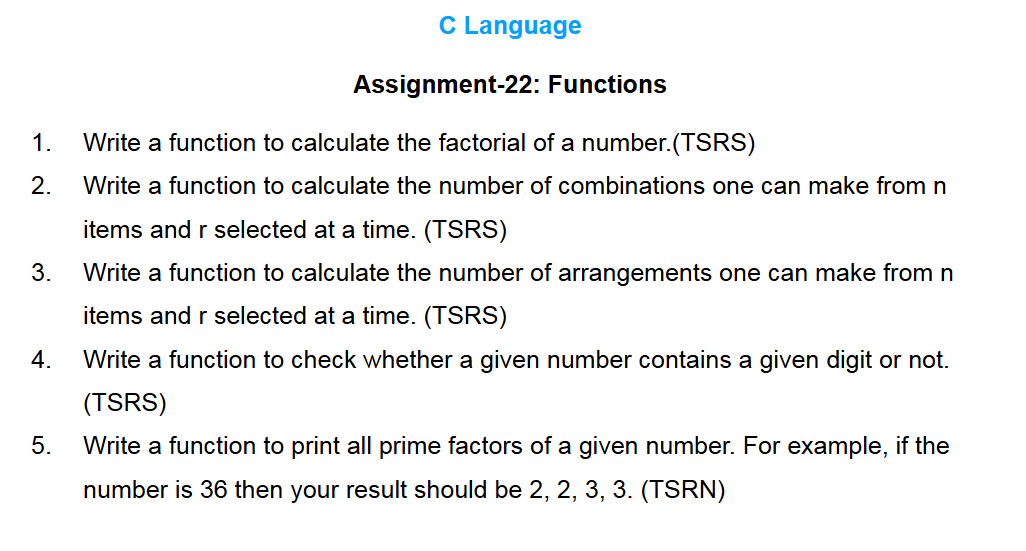 C Language
Assignment-22: Functions
1. Write a function to calculate the factorial of a number.(TSRS)
2. Write a function to calculate the number of combinations one can make from n
items and r selected at a time. (TSRS)
3. Write a function to calculate the number of arrangements one can make from n
items and r selected at a time. (TSRS)
4. Write a function to check whether a given number contains a given digit or not.
(TSRS)
5. Write a function to print all prime factors of a given number. For example, if the
number is 36 then your result should be 2, 2, 3, 3. (TSRN)